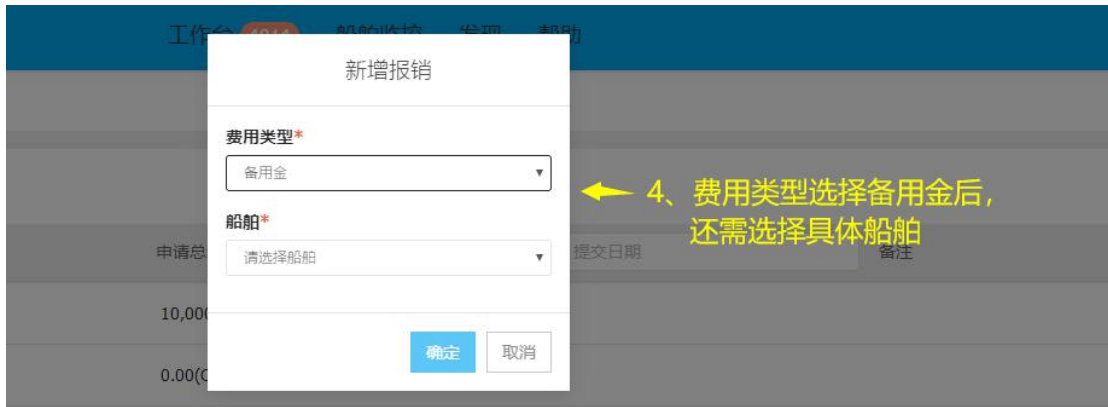 工作台
发现
帮助
新增报销
费用类型*
备用金
4、费用类型选择备用金后，
还需选择具体船舶
船舶*
请选择船舶
申请总
提交日期
备注
10,000
0.00(C
确定
取消